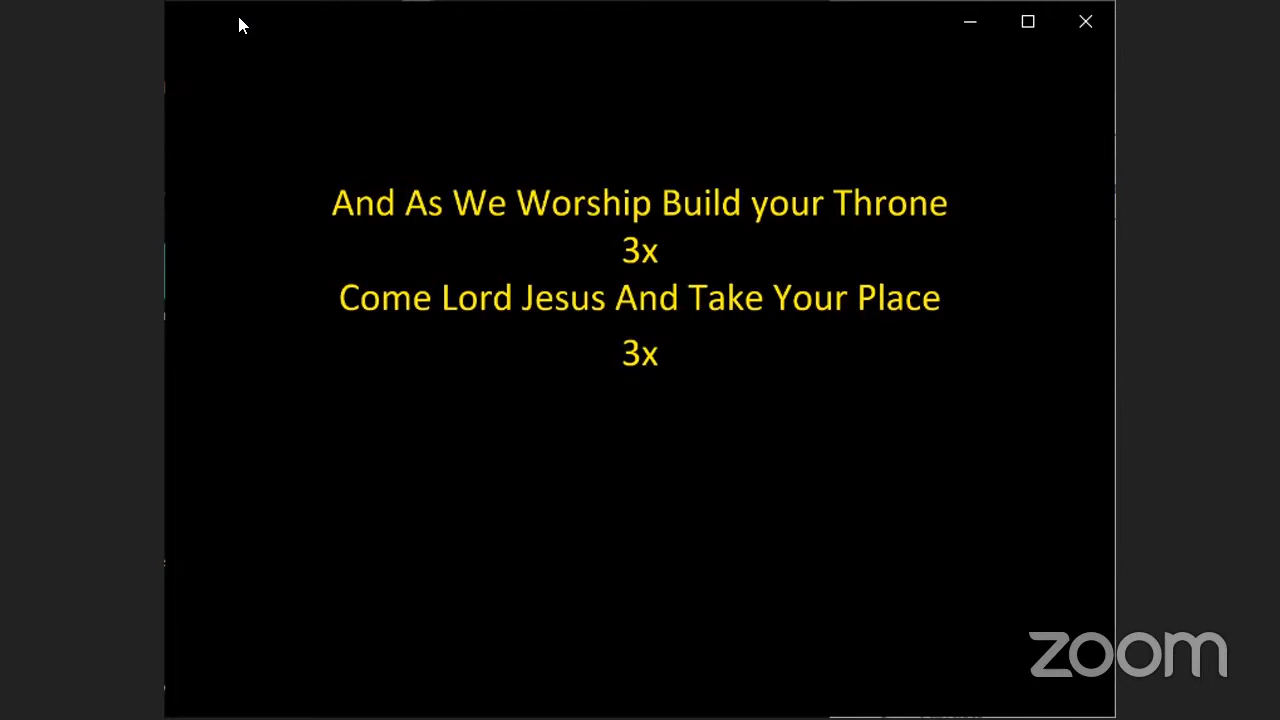 And As We Worship Build your Throne
3x
Come Lord Jesus And Take Your Place
3x
zoom